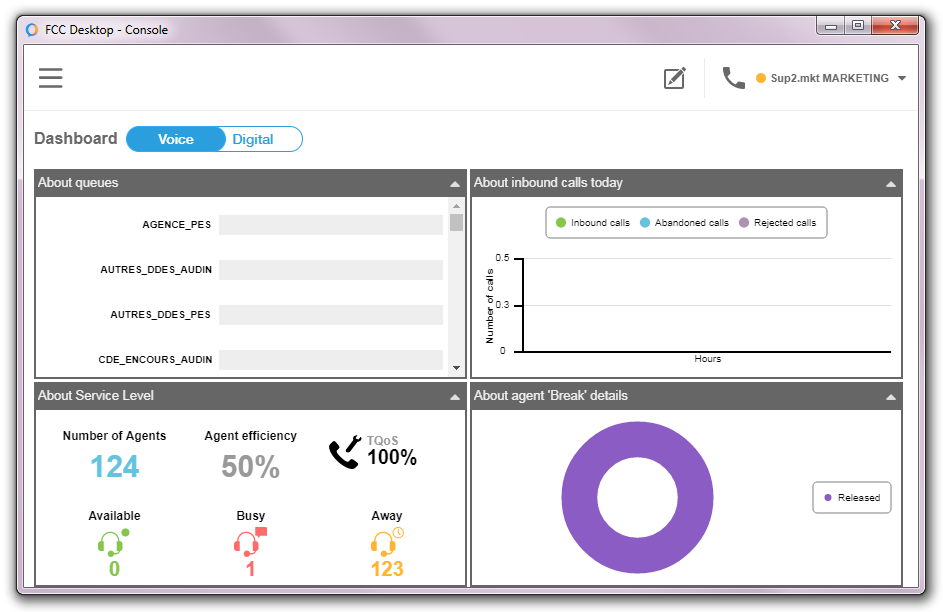 FCC Desktop - Console
Sup2.mkt MARKETING
Dashboard Voice Digital
About queues
AGENCE_PES
AUTRES_DDES_AUDIN
AUTRES_DDES_PES
CDE_ENCOURS_AUDIN
About inbound calls today
Inbound calls Abandoned calls Rejected calls
Number of calls
0.5
0.3
0
Hours
About Service Level
Number of Agents Agent efficiency TQoS
124 50% 100%
Available Busy Away
0 1 123
About agent 'Break' details
Released